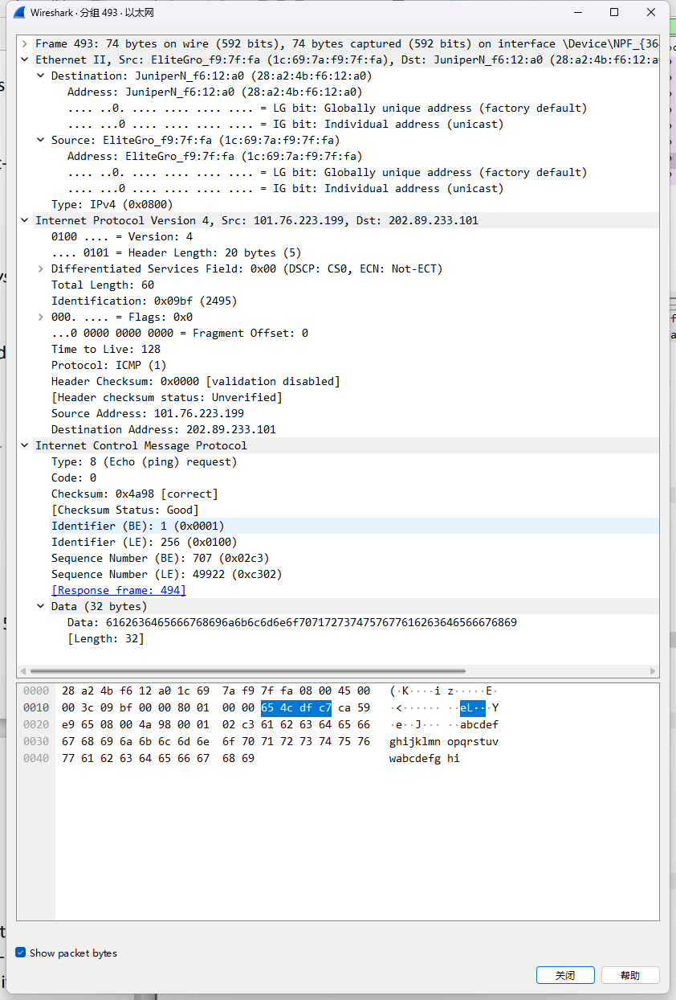 Wireshark · 分组 493 · 以太网
Frame 493: 74 bytes on wire (592 bits), 74 bytes captured (592 bits) on interface \Device\NPF_{36
Ethernet II, Src: EliteGro_f9:7f:fa (1c:69:7a:f9:7f:fa), Dst: JuniperN_f6:12:a0 (28:a2:4b:f6:12:a
Destination: JuniperN_f6:12:a0 (28:a2:4b:f6:12:a0)
Address: JuniperN_f6:12:a0 (28:a2:4b:f6:12:a0)
.... ..0. .... .... .... .... = LG bit: Globally unique address (factory default)
.... ...0 .... .... .... .... = IG bit: Individual address (unicast)
Source: EliteGro_f9:7f:fa (1c:69:7a:f9:7f:fa)
Address: EliteGro_f9:7f:fa (1c:69:7a:f9:7f:fa)
.... ..0. .... .... .... .... = LG bit: Globally unique address (factory default)
.... ...0 .... .... .... .... = IG bit: Individual address (unicast)
Type: IPv4 (0x0800)
Internet Protocol Version 4, Src: 101.76.223.199, Dst: 202.89.233.101
0100 .... = Version: 4
.... 0101 = Header Length: 20 bytes (5)
Differentiated Services Field: 0x00 (DSCP: CS0, ECN: Not-ECT)
Total Length: 60
Identification: 0x09bf (2495)
000. .... = Flags: 0x0
...0 0000 0000 0000 = Fragment Offset: 0
Time to Live: 128
Protocol: ICMP (1)
Header Checksum: 0x0000 [validation disabled]
[Header checksum status: Unverified]
Source Address: 101.76.223.199
Destination Address: 202.89.233.101
Internet Control Message Protocol
Type: 8 (Echo (ping) request)
Code: 0
Checksum: 0x4a98 [correct]
[Checksum Status: Good]
Identifier (BE): 1 (0x0001)
Identifier (LE): 256 (0x0100)
Sequence Number (BE): 707 (0x02c3)
Sequence Number (LE): 49922 (0xc302)
[Response frame: 494]
Data (32 bytes)
Data: 6162636465666768696a6b6c6d6e6f7071727374757677616263646566676869
[Length: 32]
0000 28 a2 4b f6 12 a0 1c 69 7a f9 7f fa 08 00 45 00 (·K····i z·····E·
0010 00 3c 09 bf 00 00 80 01 00 00 65 4c df c7 ca 59 ·<······ ··eL···Y
0020 e9 65 08 00 4a 98 00 01 02 c3 61 62 63 64 65 66 ·e··J··· ··abcdef
0030 67 68 69 6a 6b 6c 6d 6e 6f 70 71 72 73 74 75 76 ghijklmn opqrstuv
0040 77 61 62 63 64 65 66 67 68 69 wabcdefg hi
Show packet bytes
关闭 帮助